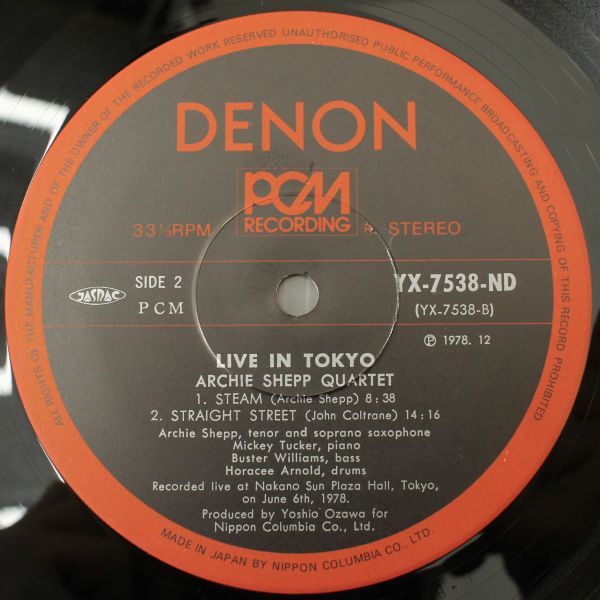 ALL RIGHTS OF THE MANUFACTURER AND OF THE OWNER OF THE RECORDED WORK RESERVED UNAUTHORISED PUBLIC PERFORMANCE BROADCASTING AND COPYING OF THIS RECORD PROHIBITED
DENON
PCM
RECORDING
33⅓RPM
R. STEREO
JASRAC
SIDE 2
PCM
YX-7538-ND
(YX-7538-B)
Ⓟ 1978. 12
LIVE IN TOKYO
ARCHIE SHEPP QUARTET
1. STEAM (Archie Shepp) 8:38
2. STRAIGHT STREET (John Coltrane) 14:16
Archie Shepp, tenor and soprano saxophone
Mickey Tucker, piano
Buster Williams, bass
Horacee Arnold, drums
Recorded live at Nakano Sun Plaza Hall, Tokyo,
on June 6th, 1978.
Produced by Yoshio Ozawa for
Nippon Columbia Co., Ltd.
MADE IN JAPAN BY NIPPON COLUMBIA CO., LTD.